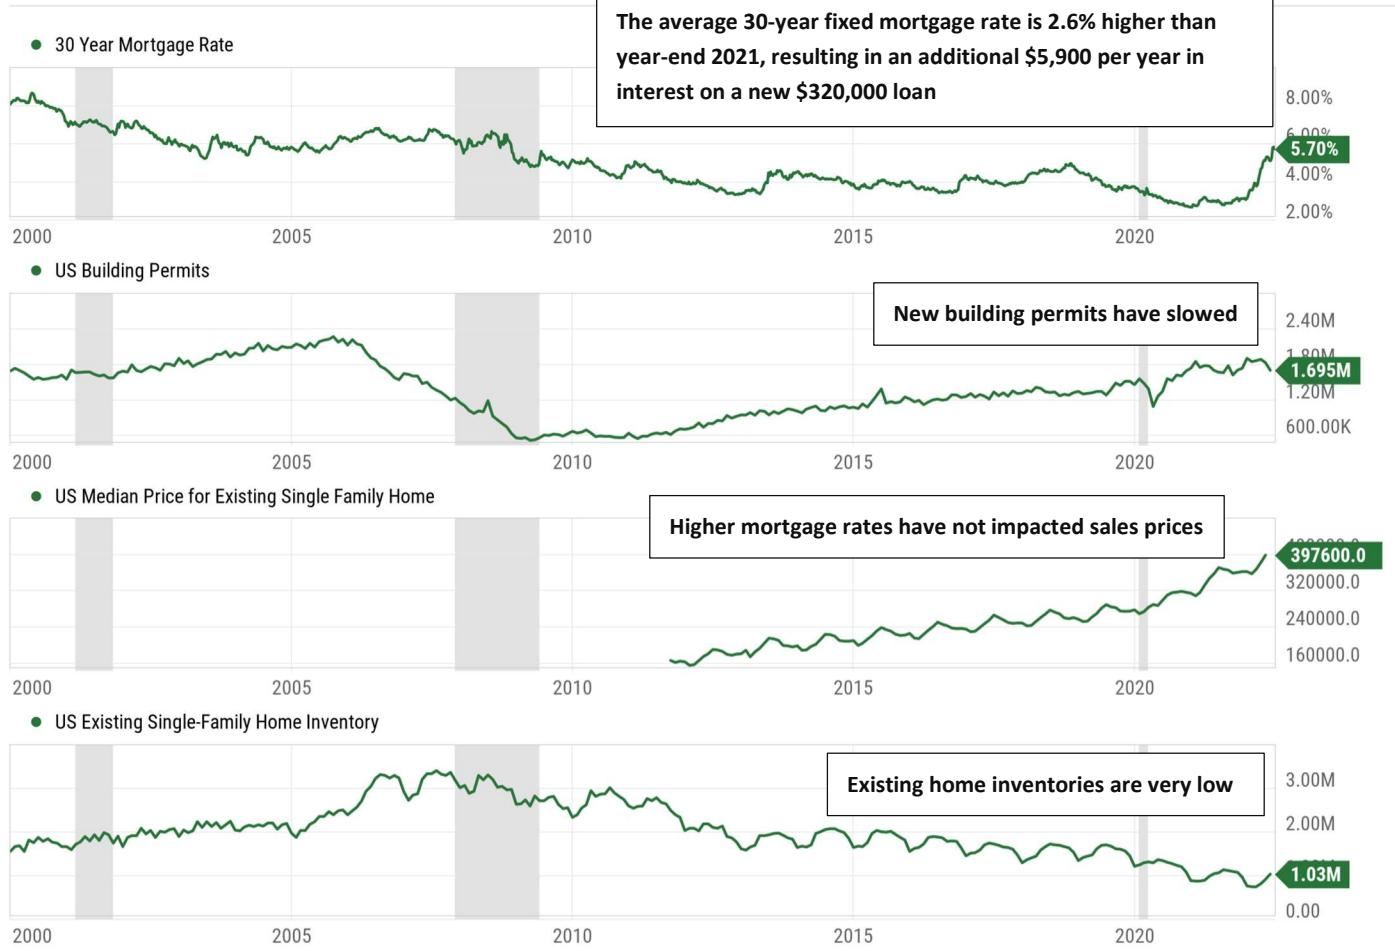 The average 30-year fixed mortgage rate is 2.6% higher than
year-end 2021, resulting in an additional $5,900 per year in
interest on a new $320,000 loan
30 Year Mortgage Rate
8.00%
6.00%
5.70%
4.00%
2.00%
2000 2005 2010 2015 2020
US Building Permits
New building permits have slowed
2.40M
1.80M
1.695M
1.20M
600.00K
2000 2005 2010 2015 2020
US Median Price for Existing Single Family Home
Higher mortgage rates have not impacted sales prices
397600.0
320000.0
240000.0
160000.0
2000 2005 2010 2015 2020
US Existing Single-Family Home Inventory
Existing home inventories are very low
3.00M
2.00M
1.03M
0.00
2000 2005 2010 2015 2020